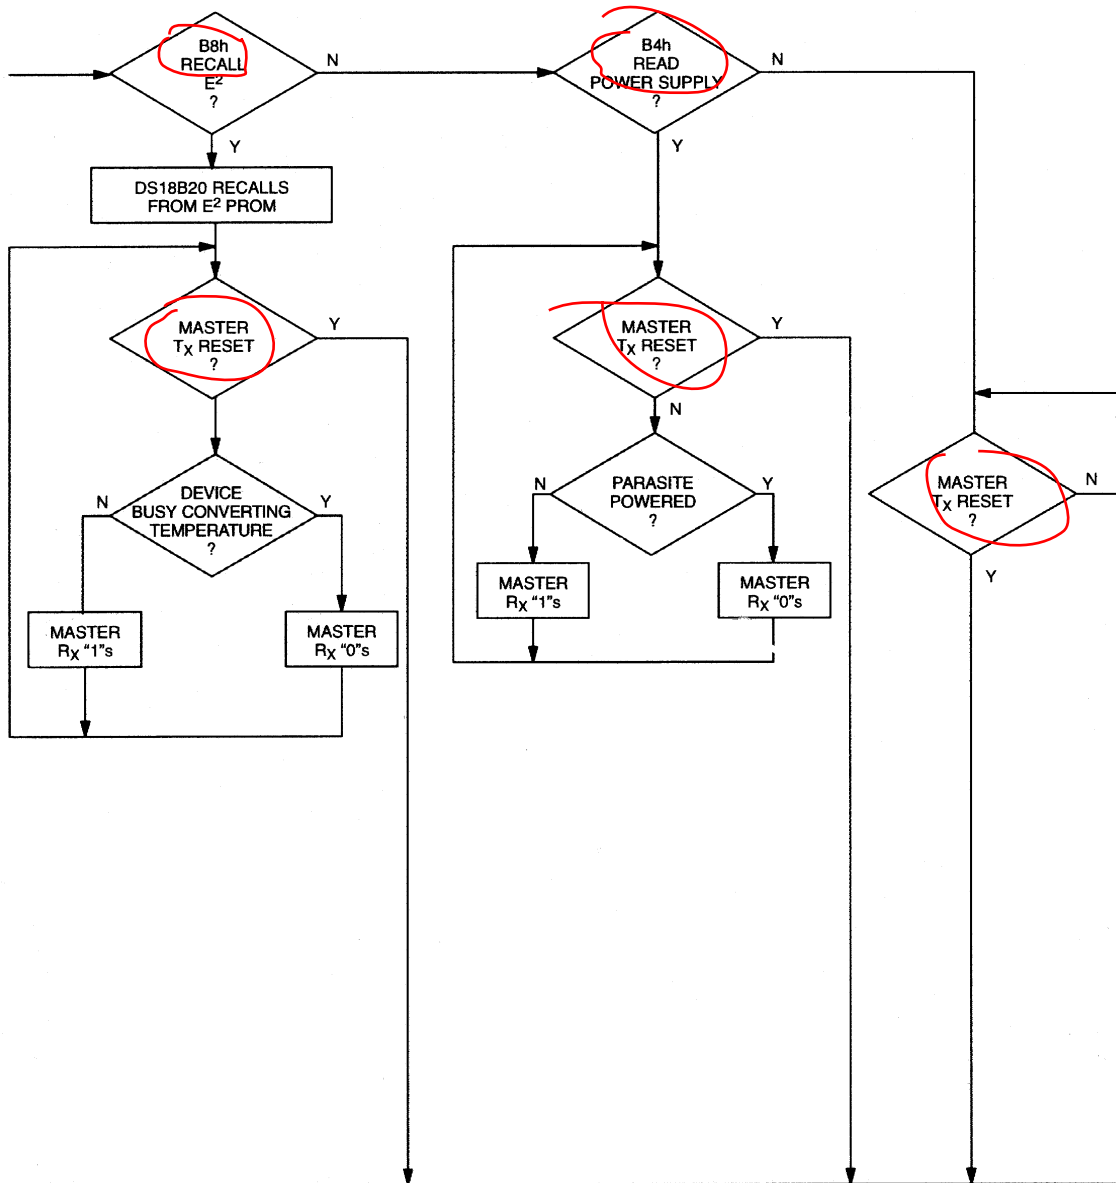 B8h
RECALL
E²
?
N
B4h
READ
POWER SUPPLY
?
N
Y
Y
DS18B20 RECALLS
FROM E² PROM
MASTER
TX RESET
?
Y
MASTER
TX RESET
?
Y
N
DEVICE
BUSY CONVERTING
TEMPERATURE
?
N
Y
PARASITE
POWERED
?
N
Y
MASTER
TX RESET
?
N
Y
MASTER
RX "1"s
MASTER
RX "0"s
MASTER
RX "1"s
MASTER
RX "0"s